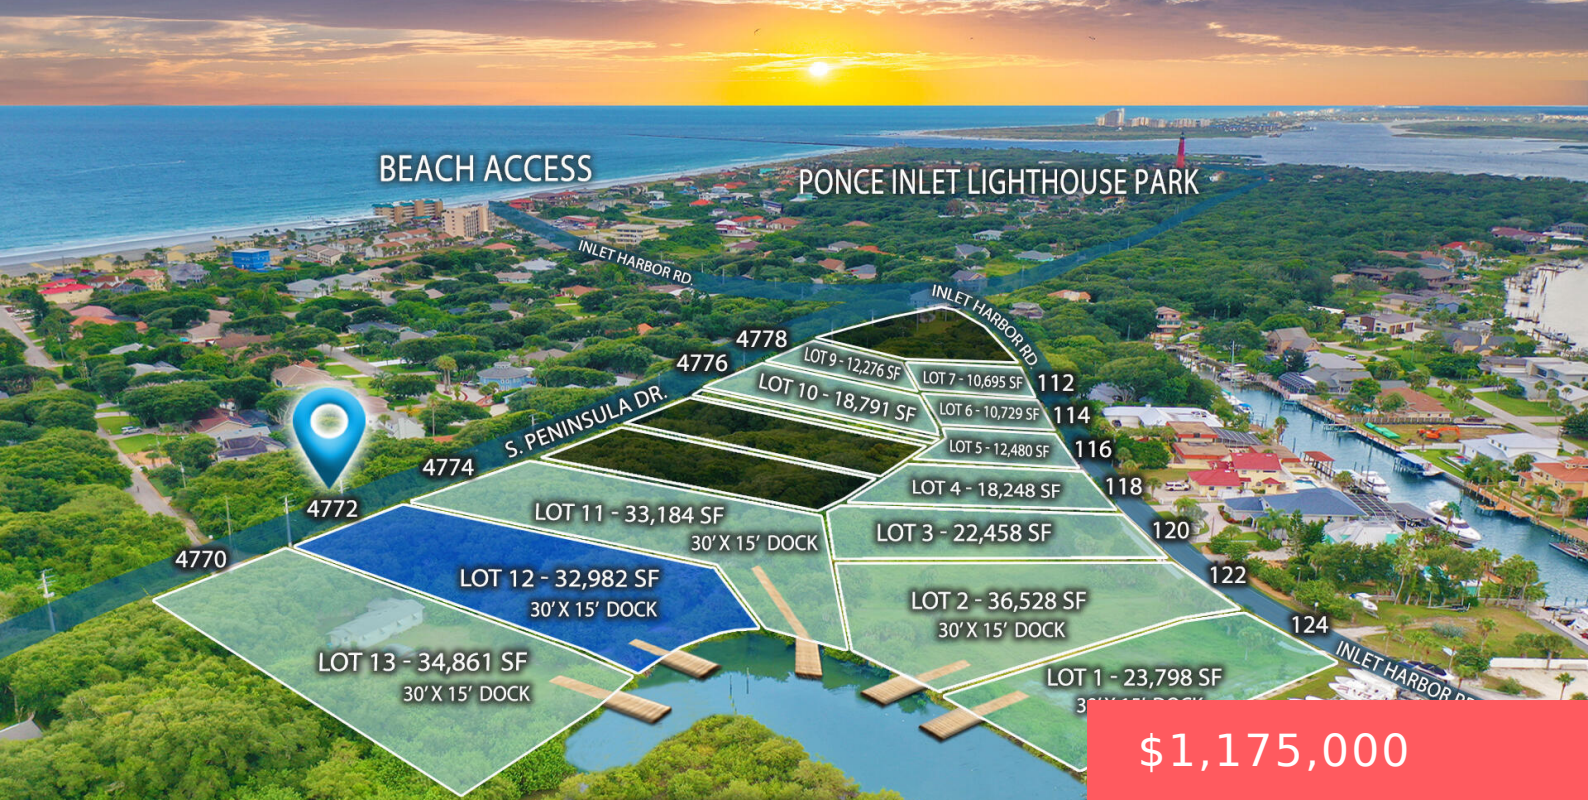 BEACH ACCESS
PONCE INLET LIGHTHOUSE PARK
INLET HARBOR RD.
INLET HARBOR RD.
4778
4776
S. PENINSULA DR.
4774
4772
4770
LOT 9 - 12,276 SF
LOT 7 - 10,695 SF
112
LOT 10 - 18,791 SF
LOT 6 - 10,729 SF
114
LOT 5 - 12,480 SF
116
LOT 4 - 18,248 SF
118
LOT 11 - 33,184 SF
30' X 15' DOCK
LOT 3 - 22,458 SF
120
LOT 12 - 32,982 SF
30' X 15' DOCK
122
LOT 2 - 36,528 SF
30' X 15' DOCK
124
LOT 13 - 34,861 SF
30' X 15' DOCK
LOT 1 - 23,798 SF
INLET HARBOR
$1,175,000